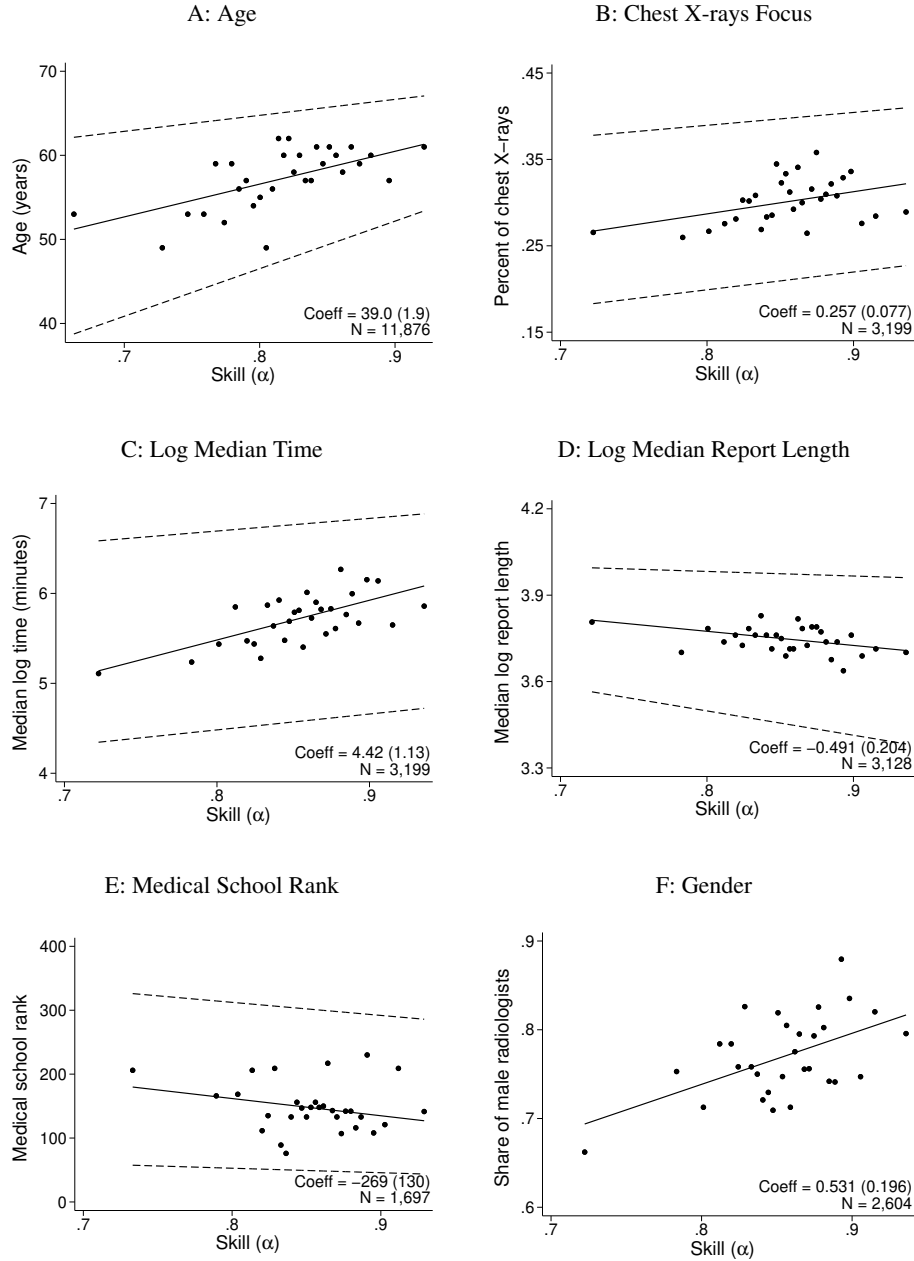 A: Age
70
60
50
40
Age (years)
.7
.8
.9
Skill (α)
Coeff = 39.0 (1.9)
N = 11,876
B: Chest X-rays Focus
.45
.35
.25
.15
Percent of chest X−rays
.7
.8
.9
Skill (α)
Coeff = 0.257 (0.077)
N = 3,199
C: Log Median Time
7
6
5
4
Median log time (minutes)
.7
.8
.9
Skill (α)
Coeff = 4.42 (1.13)
N = 3,199
D: Log Median Report Length
4.2
3.9
3.6
3.3
Median log report length
.7
.8
.9
Skill (α)
Coeff = −0.491 (0.204)
N = 3,128
E: Medical School Rank
400
300
200
100
0
Medical school rank
.7
.8
.9
Skill (α)
Coeff = −269 (130)
N = 1,697
F: Gender
.9
.8
.7
.6
Share of male radiologists
.7
.8
.9
Skill (α)
Coeff = 0.531 (0.196)
N = 2,604